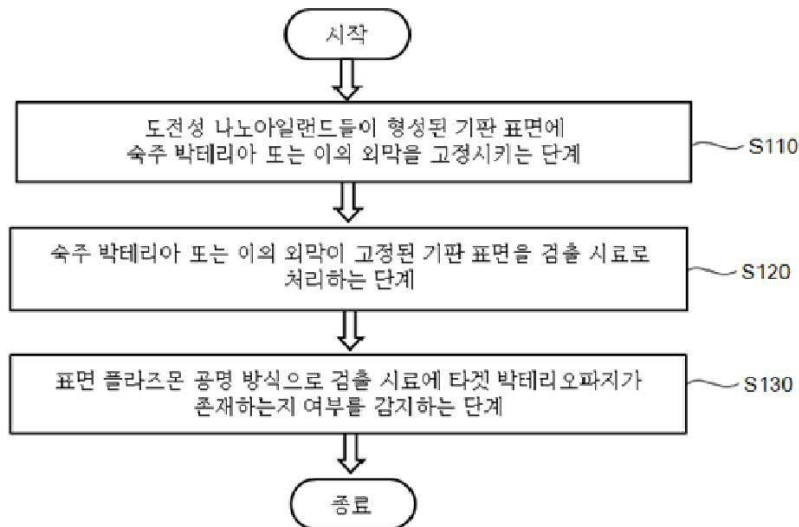 시작
도전성 나노아일랜드들이 형성된 기판 표면에
숙주 박테리아 또는 이의 외막을 고정시키는 단계
S110
숙주 박테리아 또는 이의 외막이 고정된 기판 표면을 검출 시료로
처리하는 단계
S120
표면 플라즈몬 공명 방식으로 검출 시료에 타겟 박테리오파지가
존재하는지 여부를 감지하는 단계
S130
종료